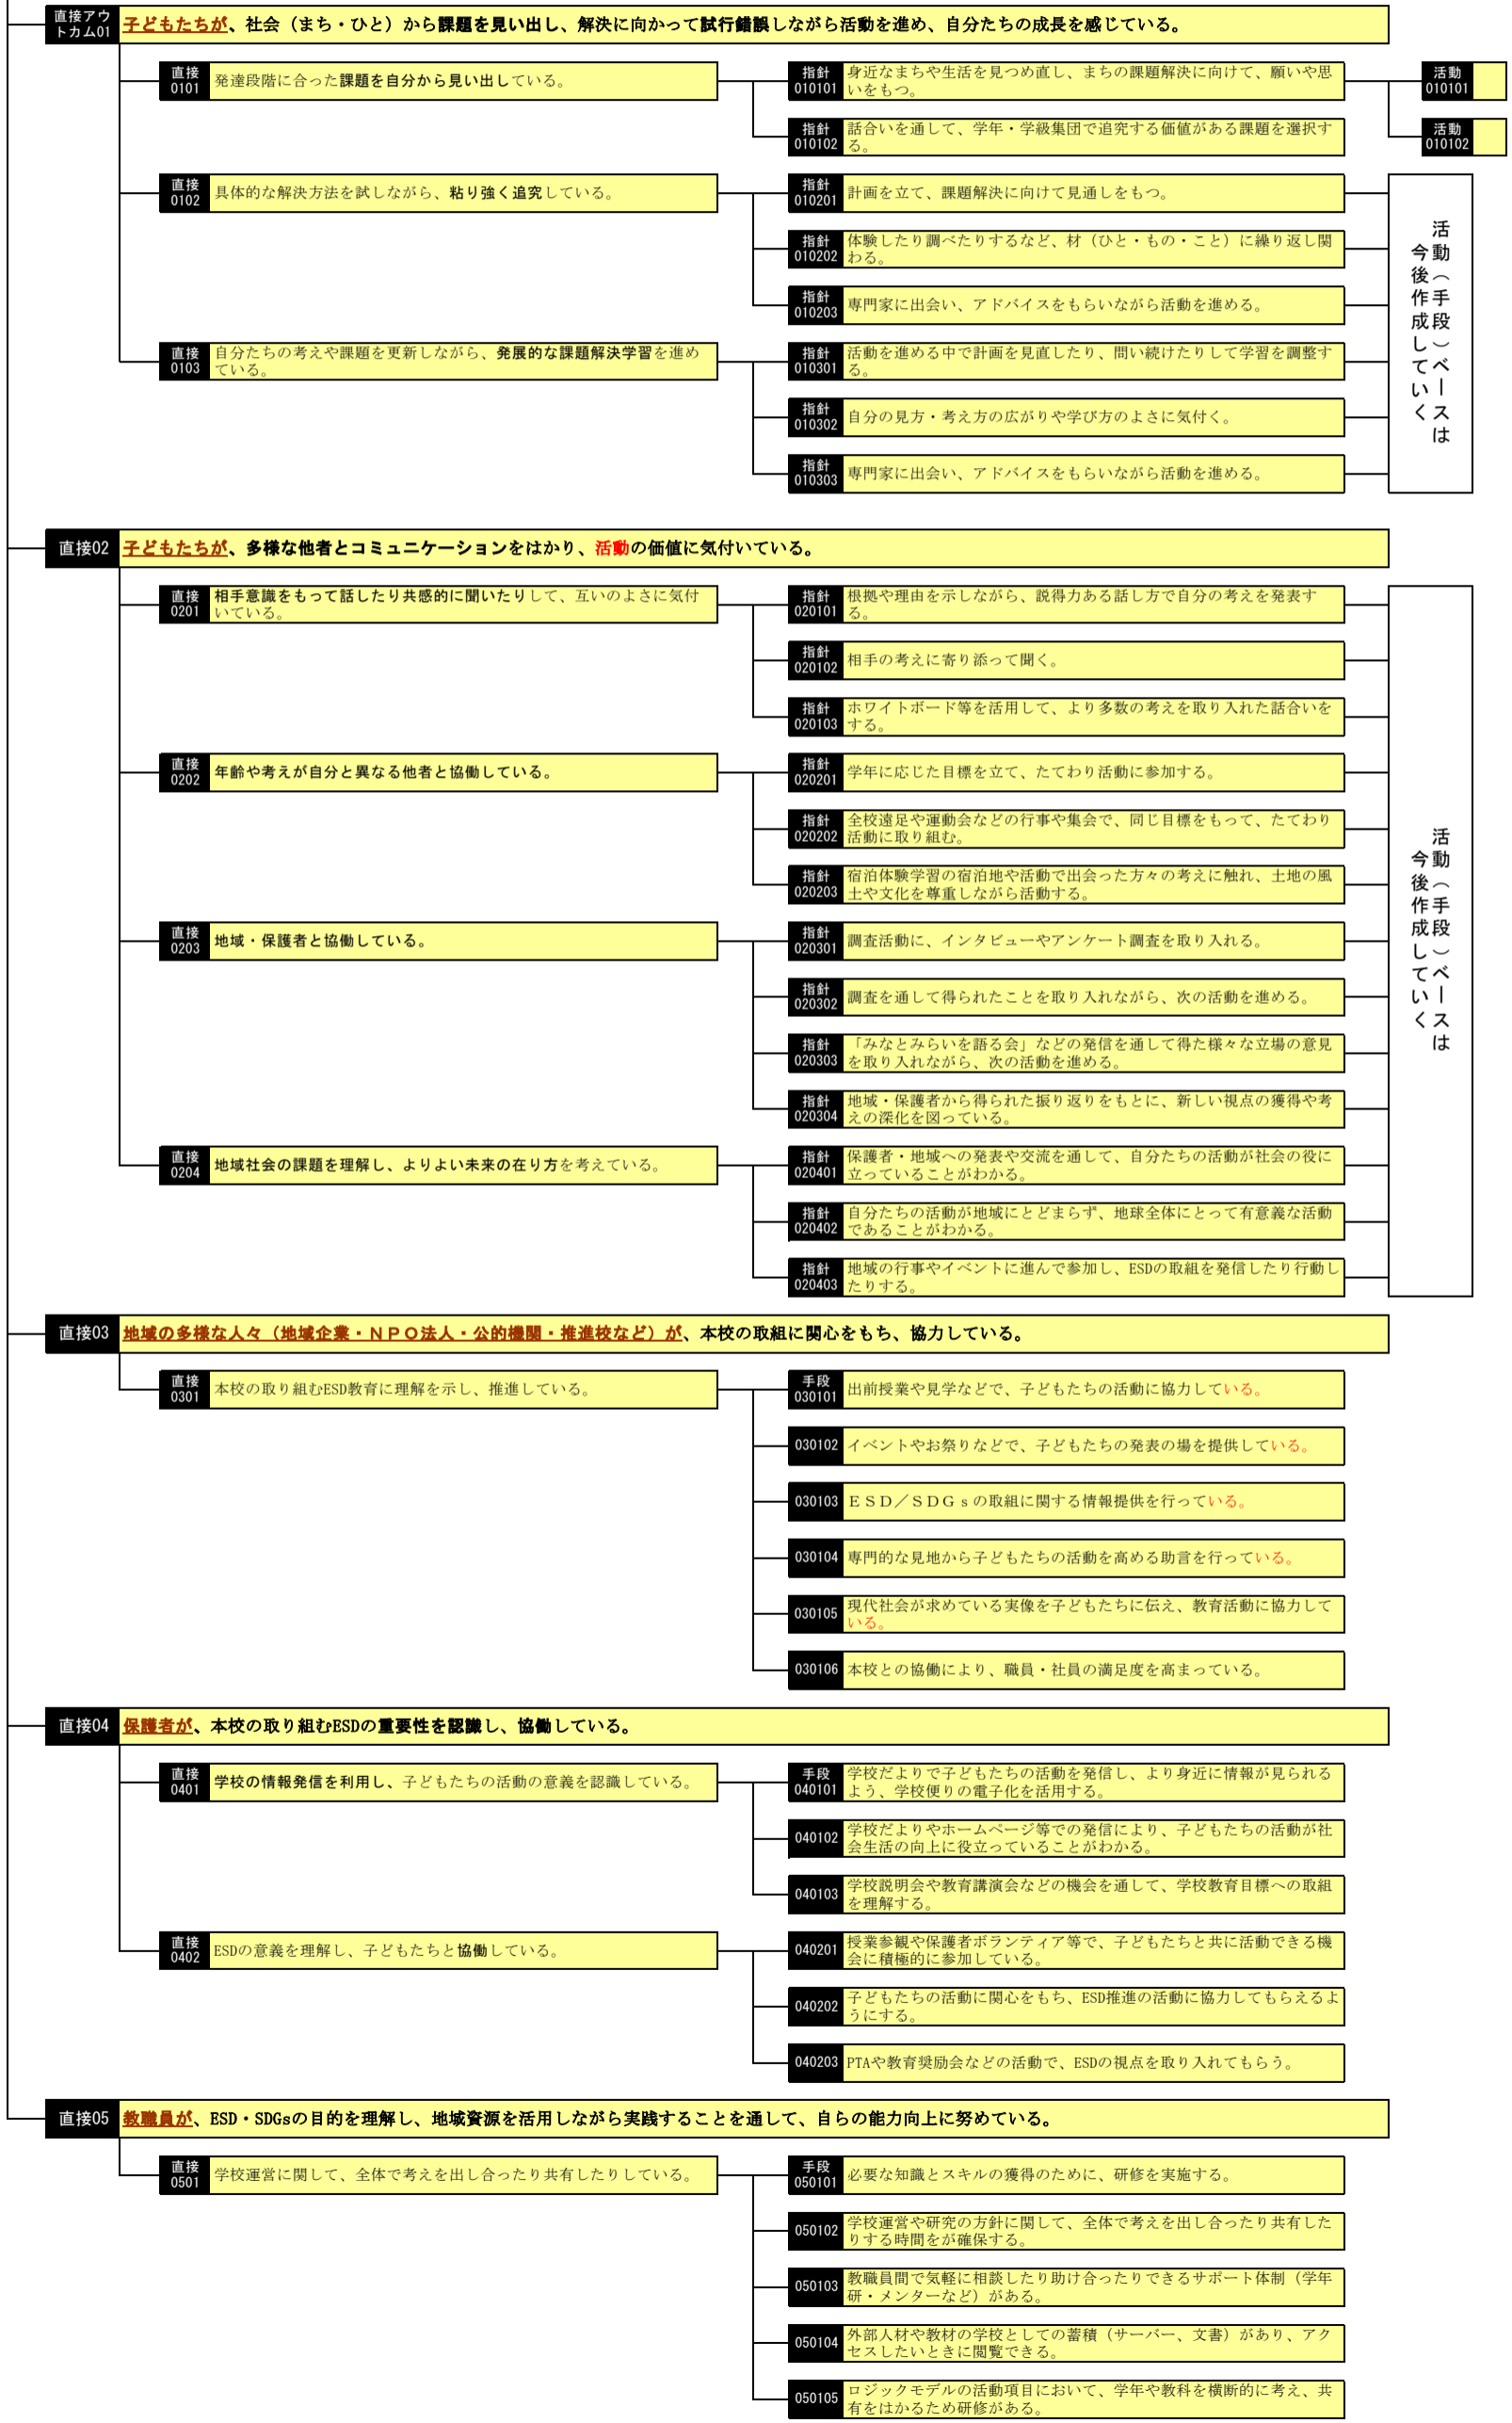 直接アウ
トカム01
子どもたちが、社会（まち・ひと）から課題を見い出し、解決に向かって試行錯誤しながら活動を進め、自分たちの成長を感じている。
直接
0101
発達段階に合った課題を自分から見い出している。
指針
010101
身近なまちや生活を見つめ直し、まちの課題解決に向けて、願いや思
いをもつ。
活動
010101
指針
010102
話合いを通して、学年・学級集団で追究する価値がある課題を選択す
る。
活動
010102
直接
0102
具体的な解決方法を試しながら、粘り強く追究している。
指針
010201
計画を立て、課題解決に向けて見通しをもつ。
指針
010202
体験したり調べたりするなど、材（ひと・もの・こと）に繰り返し関
わる。
指針
010203
専門家に出会い、アドバイスをもらいながら活動を進める。
直接
0103
自分たちの考えや課題を更新しながら、発展的な課題解決学習を進め
ている。
指針
010301
活動を進める中で計画を見直したり、問い続けたりして学習を調整す
る。
指針
010302
自分の見方・考え方の広がりや学び方のよさに気付く。
指針
010303
専門家に出会い、アドバイスをもらいながら活動を進める。
活動（手段）ベースは
今後作成していく
直接02
子どもたちが、多様な他者とコミュニケーションをはかり、活動の価値に気付いている。
直接
0201
相手意識をもって話したり共感的に聞いたりして、互いのよさに気付
いている。
指針
020101
根拠や理由を示しながら、説得力ある話し方で自分の考えを発表す
る。
指針
020102
相手の考えに寄り添って聞く。
指針
020103
ホワイトボード等を活用して、より多数の考えを取り入れた話合いを
する。
直接
0202
年齢や考えが自分と異なる他者と協働している。
指針
020201
学年に応じた目標を立て、たてわり活動に参加する。
指針
020202
全校遠足や運動会などの行事や集会で、同じ目標をもって、たてわり
活動に取り組む。
指針
020203
宿泊体験学習の宿泊地や活動で出会った方々の考えに触れ、土地の風
土や文化を尊重しながら活動する。
直接
0203
地域・保護者と協働している。
指針
020301
調査活動に、インタビューやアンケート調査を取り入れる。
指針
020302
調査を通して得られたことを取り入れながら、次の活動を進める。
指針
020303
「みなとみらいを語る会」などの発信を通して得た様々な立場の意見
を取り入れながら、次の活動を進める。
指針
020304
地域・保護者から得られた振り返りをもとに、新しい視点の獲得や考
えの深化を図っている。
直接
0204
地域社会の課題を理解し、よりよい未来の在り方を考えている。
指針
020401
保護者・地域への発表や交流を通して、自分たちの活動が社会の役に
立っていることがわかる。
指針
020402
自分たちの活動が地域にとどまらず、地球全体にとって有意義な活動
であることがわかる。
指針
020403
地域の行事やイベントに進んで参加し、ESDの取組を発信したり行動し
たりする。
活動（手段）ベースは
今後作成していく
直接03
地域の多様な人々（地域企業・ＮＰＯ法人・公的機関・推進校など）が、本校の取組に関心をもち、協力している。
直接
0301
本校の取り組むESD教育に理解を示し、推進している。
手段
030101
出前授業や見学などで、子どもたちの活動に協力している。
030102
イベントやお祭りなどで、子どもたちの発表の場を提供している。
030103
ＥＳＤ／ＳＤＧｓの取組に関する情報提供を行っている。
030104
専門的な見地から子どもたちの活動を高める助言を行っている。
030105
現代社会が求めている実像を子どもたちに伝え、教育活動に協力して
いる。
030106
本校との協働により、職員・社員の満足度を高まっている。
直接04
保護者が、本校の取り組むESDの重要性を認識し、協働している。
直接
0401
学校の情報発信を利用し、子どもたちの活動の意義を認識している。
手段
040101
学校だよりで子どもたちの活動を発信し、より身近に情報が見られる
よう、学校便りの電子化を活用する。
040102
学校だよりやホームページ等での発信により、子どもたちの活動が社
会生活の向上に役立っていることがわかる。
040103
学校説明会や教育講演会などの機会を通して、学校教育目標への取組
を理解する。
直接
0402
ESDの意義を理解し、子どもたちと協働している。
040201
授業参観や保護者ボランティア等で、子どもたちと共に活動できる機
会に積極的に参加している。
040202
子どもたちの活動に関心をもち、ESD推進の活動に協力してもらえるよ
うにする。
040203
PTAや教育奨励会などの活動で、ESDの視点を取り入れてもらう。
直接05
教職員が、ESD・SDGsの目的を理解し、地域資源を活用しながら実践することを通して、自らの能力向上に努めている。
直接
0501
学校運営に関して、全体で考えを出し合ったり共有したりしている。
手段
050101
必要な知識とスキルの獲得のために、研修を実施する。
050102
学校運営や研究の方針に関して、全体で考えを出し合ったり共有した
りする時間をが確保する。
050103
教職員間で気軽に相談したり助け合ったりできるサポート体制（学年
研・メンターなど）がある。
050104
外部人材や教材の学校としての蓄積（サーバー、文書）があり、アク
セスしたいときに閲覧できる。
050105
ロジックモデルの活動項目において、学年や教科を横断的に考え、共
有をはかるため研修がある。